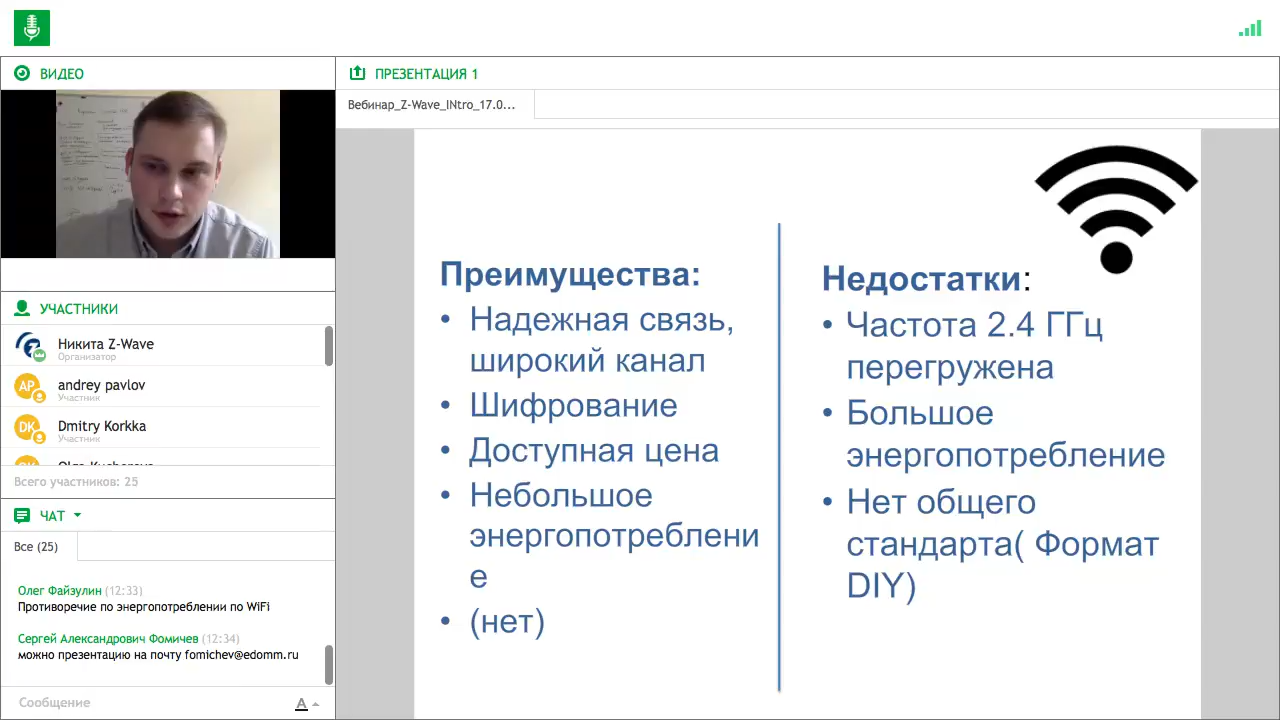 ВИДЕО
УЧАСТНИКИ
Никита Z-Wave
Организатор
AP
andrey pavlov
Участник
DK
Dmitry Korkka
Участник
Всего участников: 25
ЧАТ
Все (25)
Олег Файзулин (12:33)
Противоречие по энергопотреблении по WiFi
Сергей Александрович Фомичев (12:34)
можно презентацию на почту fomichev@edomm.ru
Сообщение
A
ПРЕЗЕНТАЦИЯ 1
Вебинар_Z-Wave_INtro_17.0...
Преимущества:
• Надежная связь,
широкий канал
• Шифрование
• Доступная цена
• Небольшое
энергопотреблени
е
• (нет)
Недостатки:
• Частота 2.4 ГГц
перегружена
• Большое
энергопотребление
• Нет общего
стандарта( Формат
DIY)